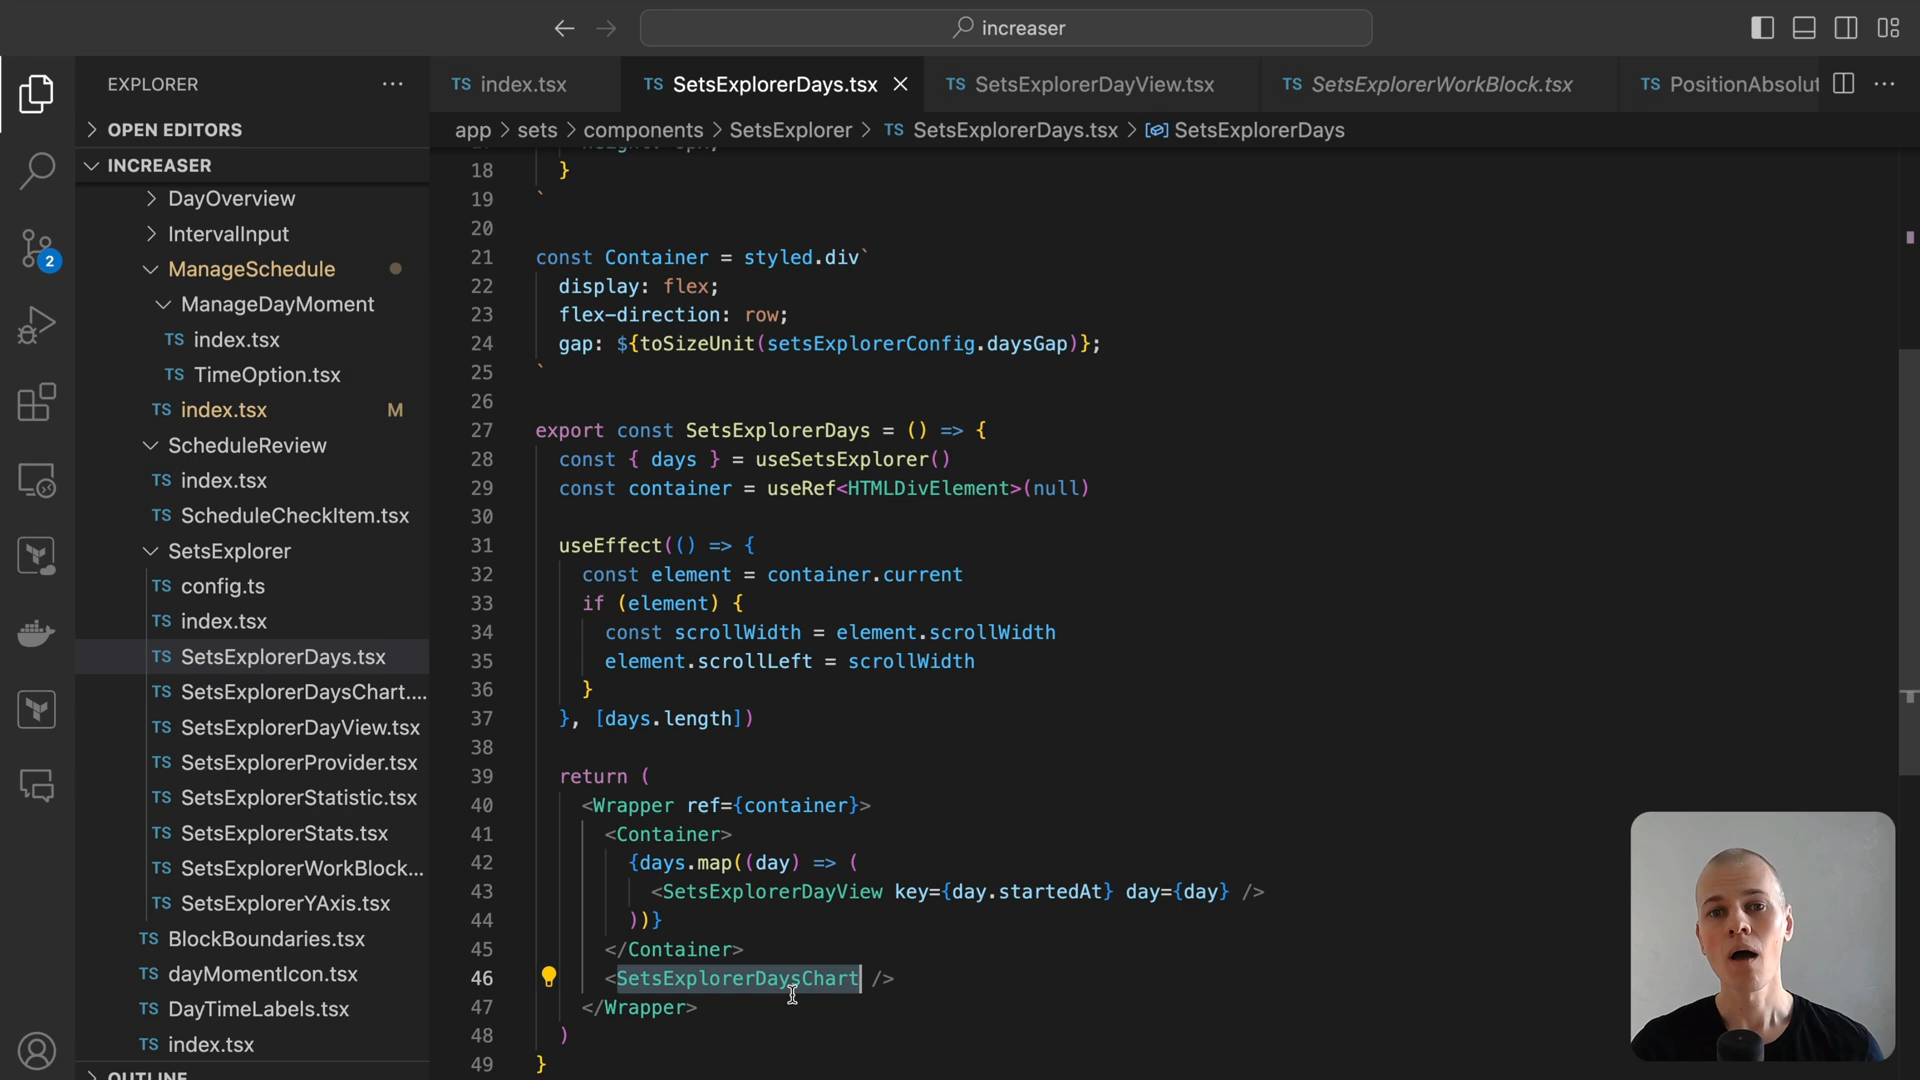 increaser
EXPLORER
TS index.tsx
TS SetsExplorerDays.tsx
TS SetsExplorerDayView.tsx
TS SetsExplorerWorkBlock.tsx
TS PositionAbsolut
OPEN EDITORS
app > sets > components > SetsExplorer > TS SetsExplorerDays.tsx > SetsExplorerDays
INCREASER
DayOverview
IntervalInput
ManageSchedule
ManageDayMoment
TS index.tsx
TS TimeOption.tsx
TS index.tsx M
ScheduleReview
TS index.tsx
TS ScheduleCheckItem.tsx
SetsExplorer
TS config.ts
TS index.tsx
TS SetsExplorerDays.tsx
TS SetsExplorerDaysChart....
TS SetsExplorerDayView.tsx
TS SetsExplorerProvider.tsx
TS SetsExplorerStatistic.tsx
TS SetsExplorerStats.tsx
TS SetsExplorerWorkBlock...
TS SetsExplorerYAxis.tsx
TS BlockBoundaries.tsx
TS dayMomentIcon.tsx
TS DayTimeLabels.tsx
TS index.tsx
OUTLINE
2
18 }
19 `
20
21 const Container = styled.div`
22 display: flex;
23 flex-direction: row;
24 gap: ${toSizeUnit(setsExplorerConfig.daysGap)};
25 `
26
27 export const SetsExplorerDays = () => {
28 const { days } = useSetsExplorer()
29 const container = useRef<HTMLDivElement>(null)
30
31 useEffect(() => {
32 const element = container.current
33 if (element) {
34 const scrollWidth = element.scrollWidth
35 element.scrollLeft = scrollWidth
36 }
37 }, [days.length])
38
39 return (
40 <Wrapper ref={container}>
41 <Container>
42 {days.map((day) => (
43 <SetsExplorerDayView key={day.startedAt} day={day} />
44 ))}
45 </Container>
46 <SetsExplorerDaysChart />
47 </Wrapper>
48 )
49 }